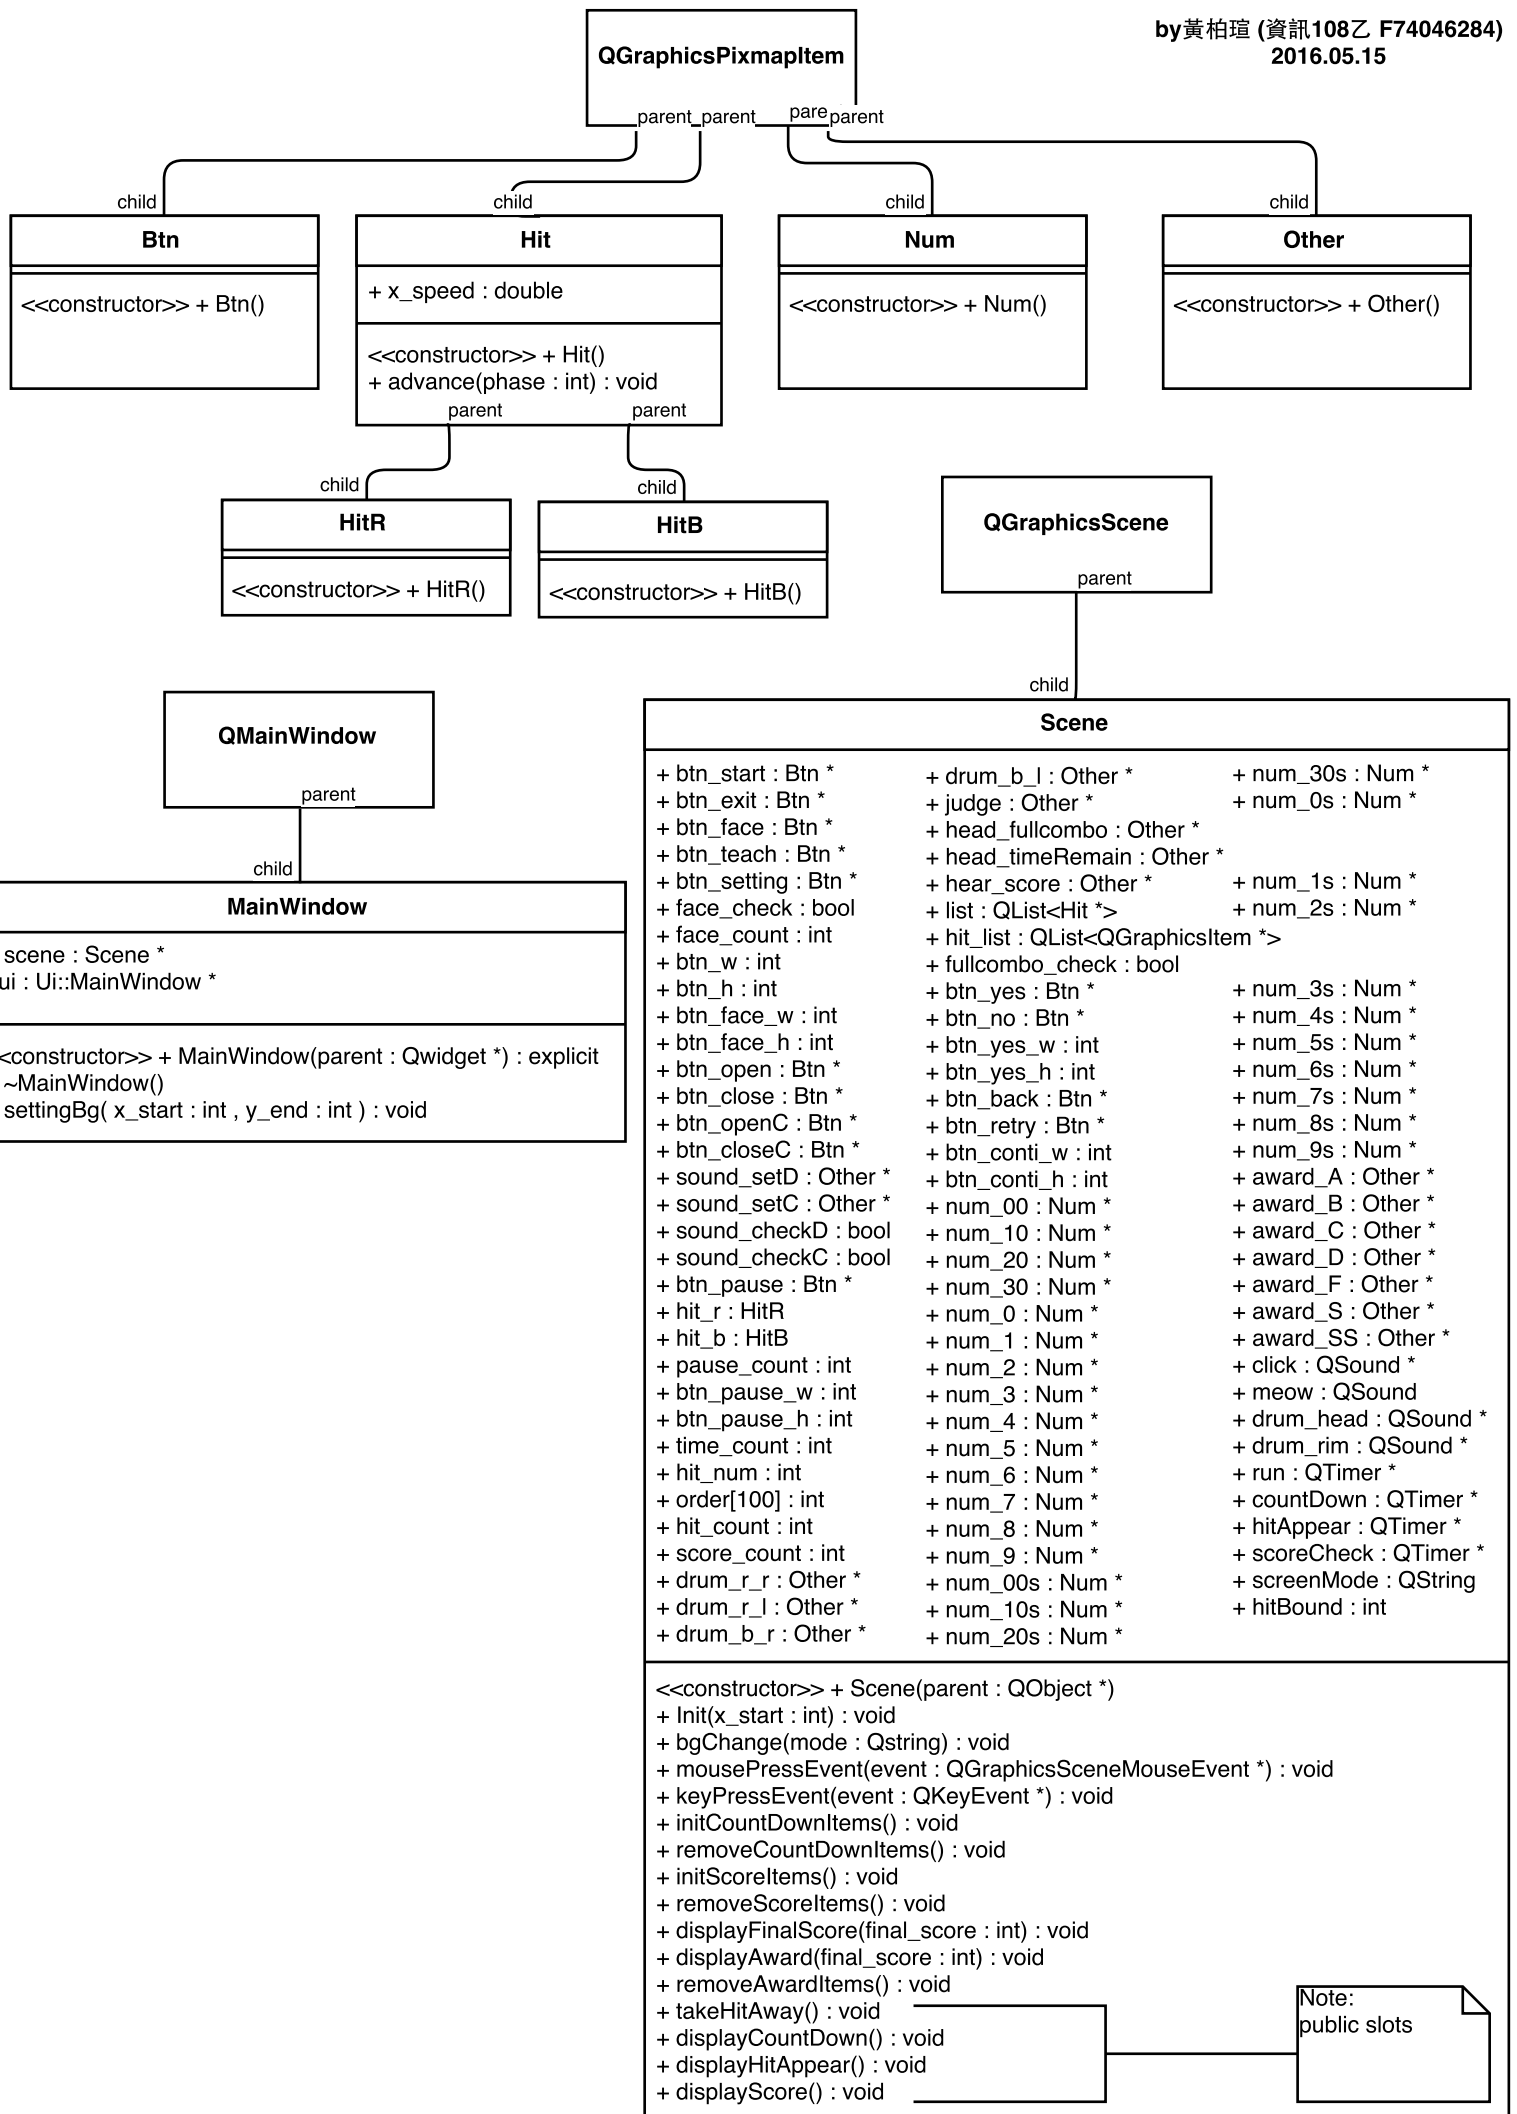 by黃柏瑄 (資訊108乙 F74046284)
2016.05.15
QGraphicsPixmapItem
parent parent pare parent
child child child child
Btn
<<constructor>> + Btn()
Hit
+ x_speed : double
<<constructor>> + Hit()
+ advance(phase : int) : void
parent parent
Num
<<constructor>> + Num()
Other
<<constructor>> + Other()
child child
HitR
<<constructor>> + HitR()
HitB
<<constructor>> + HitB()
QGraphicsScene
parent
child
QMainWindow
parent
child
MainWindow
scene : Scene *
ui : Ui::MainWindow *
<constructor>> + MainWindow(parent : Qwidget *) : explicit
~MainWindow()
settingBg( x_start : int , y_end : int ) : void
Scene
+ btn_start : Btn *
+ btn_exit : Btn *
+ btn_face : Btn *
+ btn_teach : Btn *
+ btn_setting : Btn *
+ face_check : bool
+ face_count : int
+ btn_w : int
+ btn_h : int
+ btn_face_w : int
+ btn_face_h : int
+ btn_open : Btn *
+ btn_close : Btn *
+ btn_openC : Btn *
+ btn_closeC : Btn *
+ sound_setD : Other *
+ sound_setC : Other *
+ sound_checkD : bool
+ sound_checkC : bool
+ btn_pause : Btn *
+ hit_r : HitR
+ hit_b : HitB
+ pause_count : int
+ btn_pause_w : int
+ btn_pause_h : int
+ time_count : int
+ hit_num : int
+ order[100] : int
+ hit_count : int
+ score_count : int
+ drum_r_r : Other *
+ drum_r_l : Other *
+ drum_b_r : Other *
+ drum_b_l : Other *
+ judge : Other *
+ head_fullcombo : Other *
+ head_timeRemain : Other *
+ hear_score : Other *
+ list : QList<Hit *>
+ hit_list : QList<QGraphicsItem *>
+ fullcombo_check : bool
+ btn_yes : Btn *
+ btn_no : Btn *
+ btn_yes_w : int
+ btn_yes_h : int
+ btn_back : Btn *
+ btn_retry : Btn *
+ btn_conti_w : int
+ btn_conti_h : int
+ num_00 : Num *
+ num_10 : Num *
+ num_20 : Num *
+ num_30 : Num *
+ num_0 : Num *
+ num_1 : Num *
+ num_2 : Num *
+ num_3 : Num *
+ num_4 : Num *
+ num_5 : Num *
+ num_6 : Num *
+ num_7 : Num *
+ num_8 : Num *
+ num_9 : Num *
+ num_00s : Num *
+ num_10s : Num *
+ num_20s : Num *
+ num_30s : Num *
+ num_0s : Num *
+ num_1s : Num *
+ num_2s : Num *
+ num_3s : Num *
+ num_4s : Num *
+ num_5s : Num *
+ num_6s : Num *
+ num_7s : Num *
+ num_8s : Num *
+ num_9s : Num *
+ award_A : Other *
+ award_B : Other *
+ award_C : Other *
+ award_D : Other *
+ award_F : Other *
+ award_S : Other *
+ award_SS : Other *
+ click : QSound *
+ meow : QSound
+ drum_head : QSound *
+ drum_rim : QSound *
+ run : QTimer *
+ countDown : QTimer *
+ hitAppear : QTimer *
+ scoreCheck : QTimer *
+ screenMode : QString
+ hitBound : int
<<constructor>> + Scene(parent : QObject *)
+ Init(x_start : int) : void
+ bgChange(mode : Qstring) : void
+ mousePressEvent(event : QGraphicsSceneMouseEvent *) : void
+ keyPressEvent(event : QKeyEvent *) : void
+ initCountDownItems() : void
+ removeCountDownItems() : void
+ initScoreItems() : void
+ removeScoreItems() : void
+ displayFinalScore(final_score : int) : void
+ displayAward(final_score : int) : void
+ removeAwardItems() : void
+ takeHitAway() : void
+ displayCountDown() : void
+ displayHitAppear() : void
+ displayScore() : void
Note:
public slots